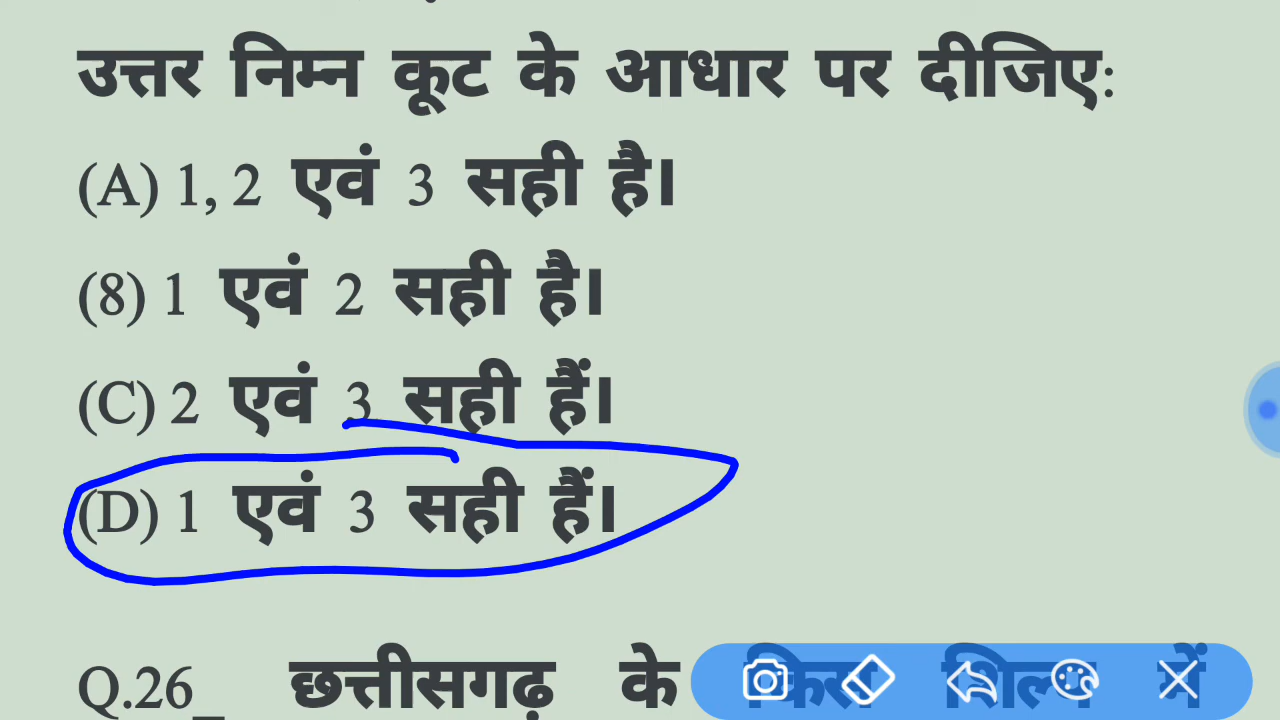 उत्तर निम्न कूट के आधार पर दीजिए:
(A) 1, 2 एवं 3 सही है।
(8) 1 एवं 2 सही है।
(C) 2 एवं 3 सही हैं।
(D) 1 एवं 3 सही हैं।
Q.26_ छत्तीसगढ़ के किस शिल्प में